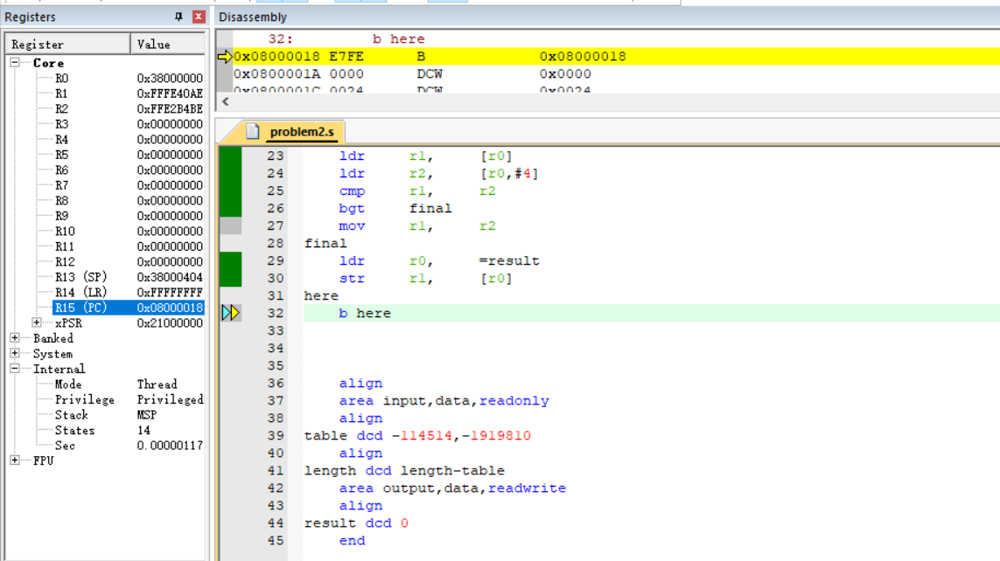 Registers
Register Value
Core
R0 0x38000000
R1 0xFFFE40AE
R2 0xFFE2B4BE
R3 0x00000000
R4 0x00000000
R5 0x00000000
R6 0x00000000
R7 0x00000000
R8 0x00000000
R9 0x00000000
R10 0x00000000
R11 0x00000000
R12 0x00000000
R13 (SP) 0x38000404
R14 (LR) 0xFFFFFFFF
R15 (PC) 0x08000018
xPSR 0x21000000
Banked
System
Internal
Mode Thread
Privilege Privileged
Stack MSP
States 14
Sec 0.00000117
FPU
Disassembly
32: b here
0x08000018 E7FE B 0x08000018
0x0800001A 0000 DCW 0x0000
0x0800001C 0024 DCW 0x0024
problem2.s
23 ldr r1, [r0]
24 ldr r2, [r0,#4]
25 cmp r1, r2
26 bgt final
27 mov r1, r2
28 final
29 ldr r0, =result
30 str r1, [r0]
31 here
32 b here
33
34
35
36 align
37 area input,data,readonly
38 align
39 table dcd -114514,-1919810
40 align
41 length dcd length-table
42 area output,data,readwrite
43 align
44 result dcd 0
45 end